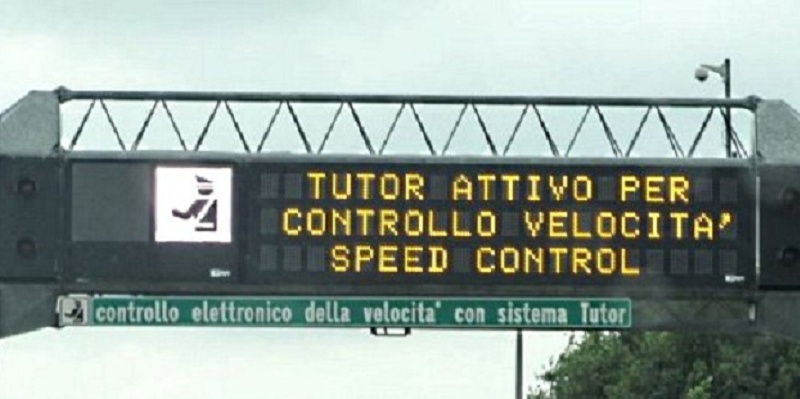 TUTOR ATTIVO PER
CONTROLLO VELOCITA'
SPEED CONTROL
controllo elettronico della velocita' con sistema Tutor